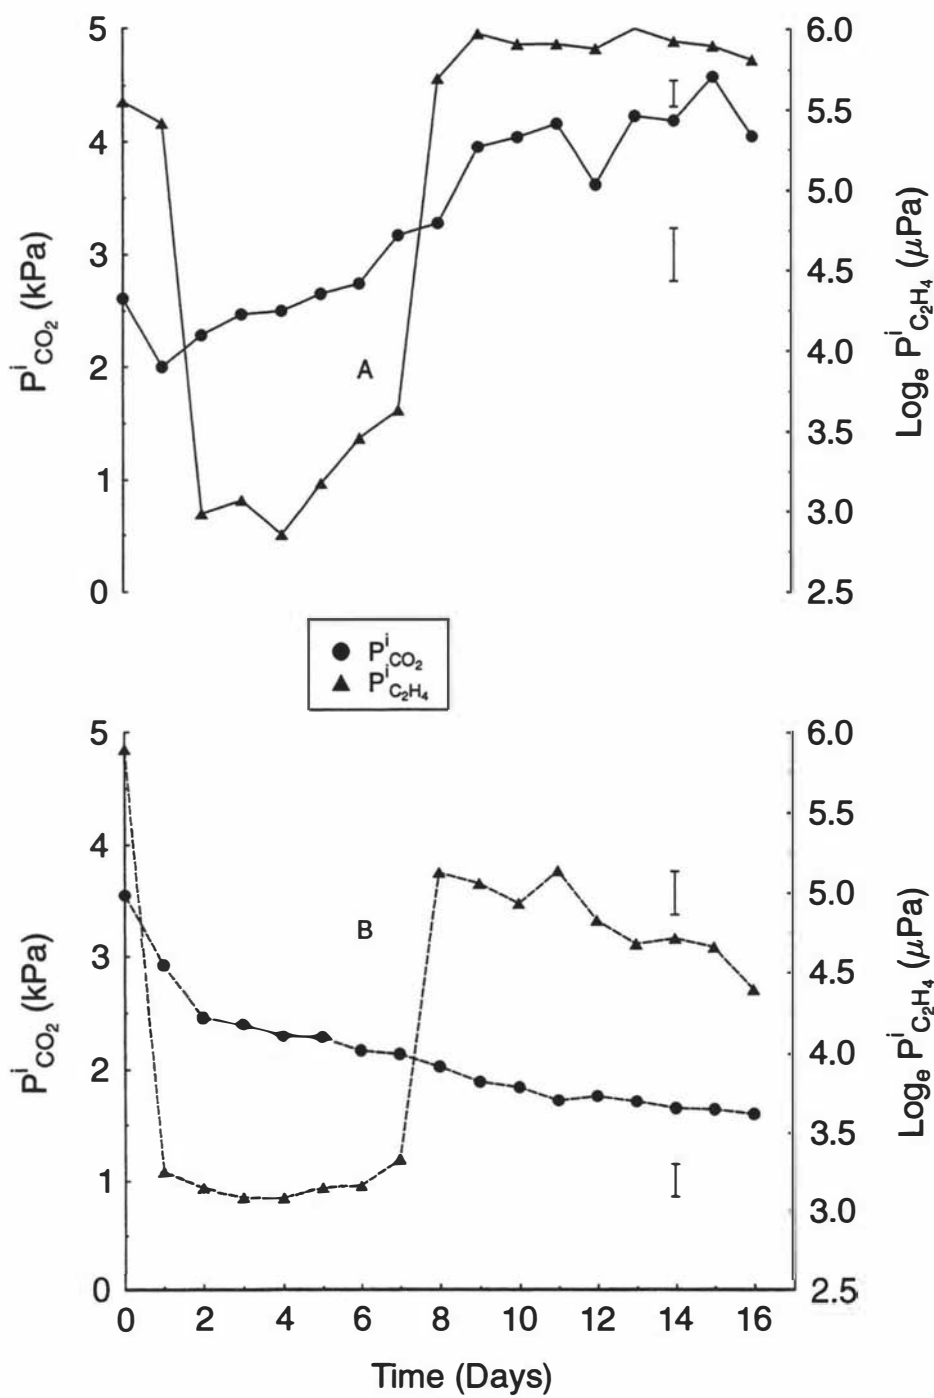 5
4
3
2
1
0
P^i_CO₂ (kPa)
A
6.0
5.5
5.0
4.5
4.0
3.5
3.0
2.5
Logₑ P^i_C₂H₄ (μPa)
P^i_CO₂
P^i_C₂H₄
5
4
3
2
1
0
P^i_CO₂ (kPa)
B
6.0
5.5
5.0
4.5
4.0
3.5
3.0
2.5
Logₑ P^i_C₂H₄ (μPa)
0 2 4 6 8 10 12 14 16
Time (Days)